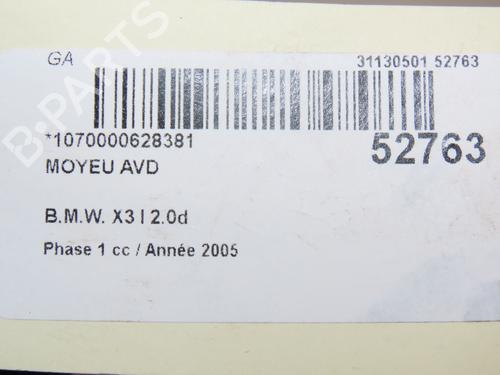 GA 31130501 52763
*1070000628381 52763
MOYEU AVD
B.M.W. X3 I 2.0d
Phase 1 cc / Année 2005
B-PARTS